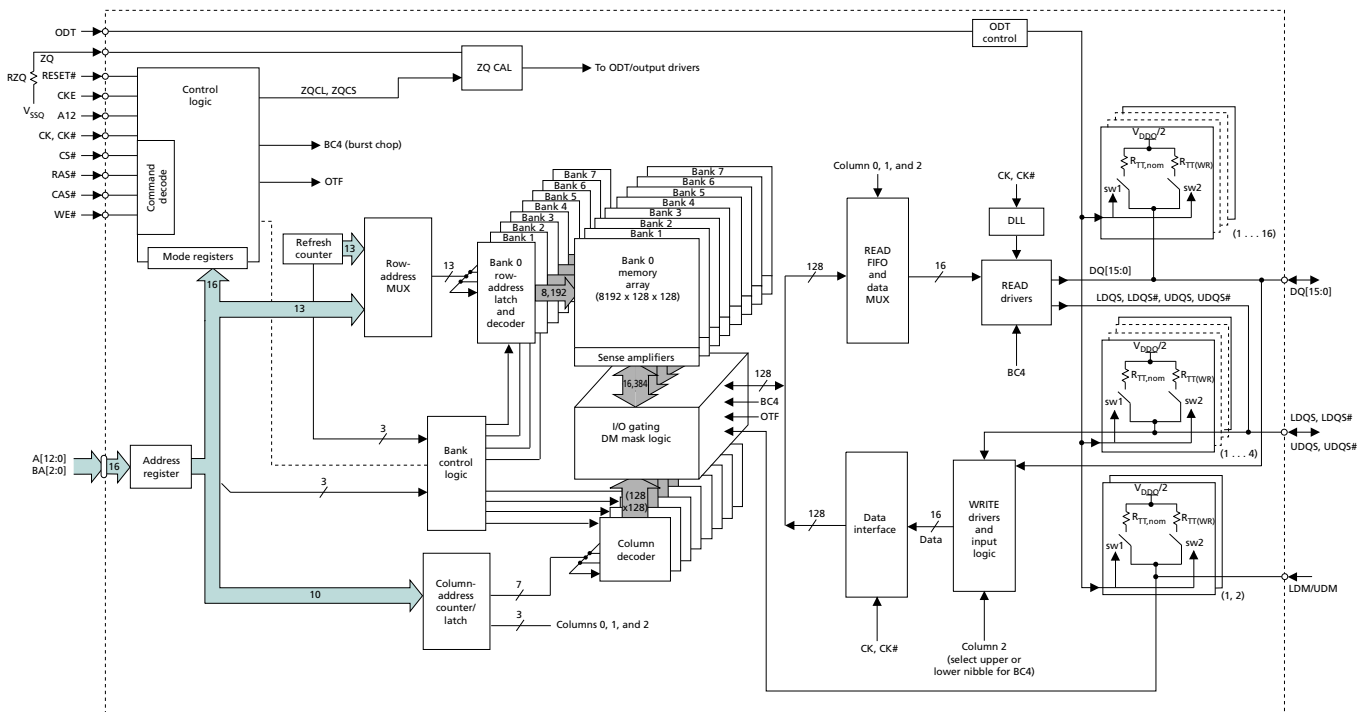 ODT
ODT
control
ZQ
RZQ
RESET#
CKE
VSSQ
A12
CK, CK#
CS#
RAS#
CAS#
WE#
Control
logic
Command
decode
Mode registers
ZQ CAL
To ODT/output drivers
ZQCL, ZQCS
BC4 (burst chop)
OTF
Refresh
counter
13
Row-
address
MUX
13
16
13
Bank 7
Bank 6
Bank 5
Bank 4
Bank 3
Bank 2
Bank 1
Bank 0
row-
address
latch
and
decoder
8,192
Bank 7
Bank 6
Bank 5
Bank 4
Bank 3
Bank 2
Bank 1
Bank 0
memory
array
(8192 x 128 x 128)
Sense amplifiers
16,384
I/O gating
DM mask logic
128
BC4
OTF
(128
x128)
Column
decoder
3
Bank
control
logic
3
A[12:0]
BA[2:0]
16
Address
register
10
Column-
address
counter/
latch
7
3
Columns 0, 1, and 2
Column 0, 1, and 2
128
READ
FIFO
and
data
MUX
16
CK, CK#
DLL
READ
drivers
BC4
DQ[15:0]
LDQS, LDQS#, UDQS, UDQS#
128
Data
interface
16
Data
WRITE
drivers
and
input
logic
CK, CK#
Column 2
(select upper or
lower nibble for BC4)
VDDQ/2
RTT,nom
RTT(WR)
sw1
sw2
(1 . . . 16)
DQ[15:0]
VDDQ/2
RTT,nom
RTT(WR)
sw1
sw2
(1 . . . 4)
LDQS, LDQS#
UDQS, UDQS#
VDDQ/2
RTT,nom
RTT(WR)
sw1
sw2
(1, 2)
LDM/UDM